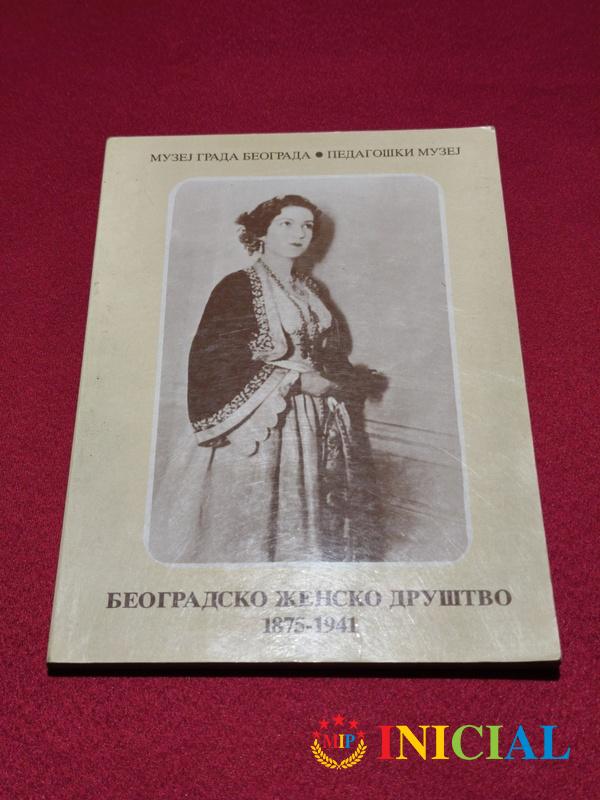 МУЗЕЈ ГРАДА БЕОГРАДА • ПЕДАГОШКИ МУЗЕЈ
БЕОГРАДСКО ЖЕНСКО ДРУШТВО
1875-1941
MIP INICIAL